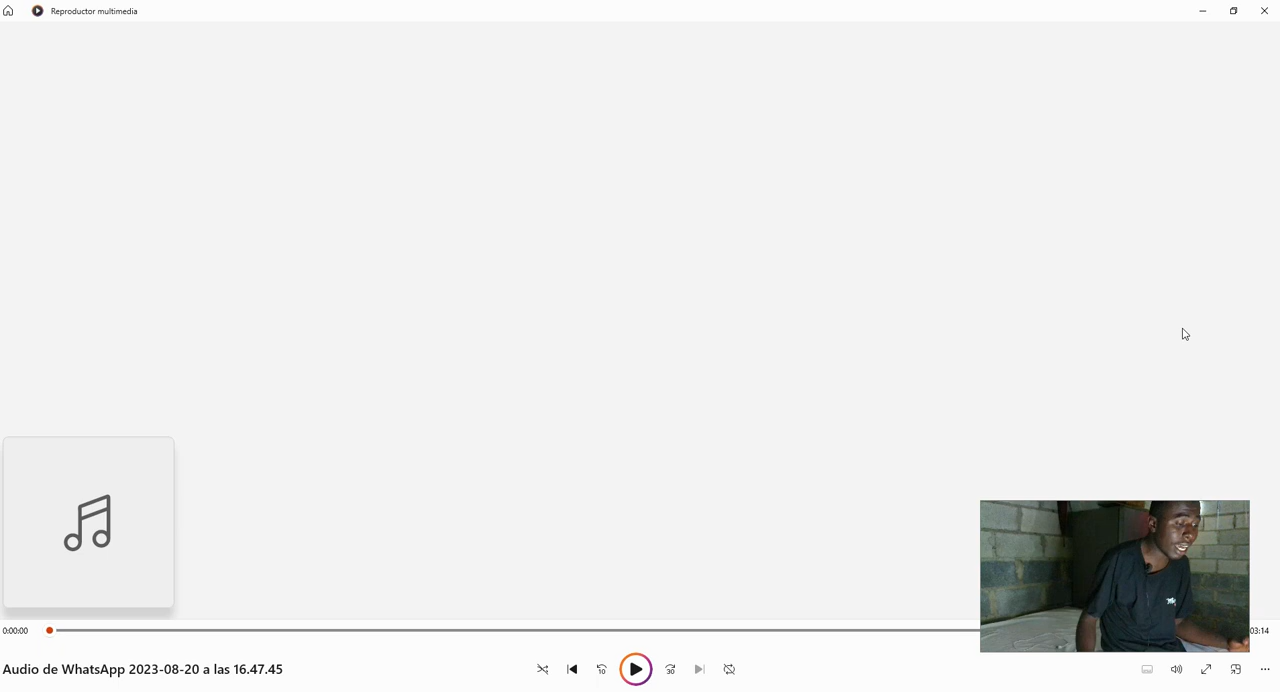 Reproductor multimedia
0:00:00
03:14
Audio de WhatsApp 2023-08-20 a las 16.47.45
10
30